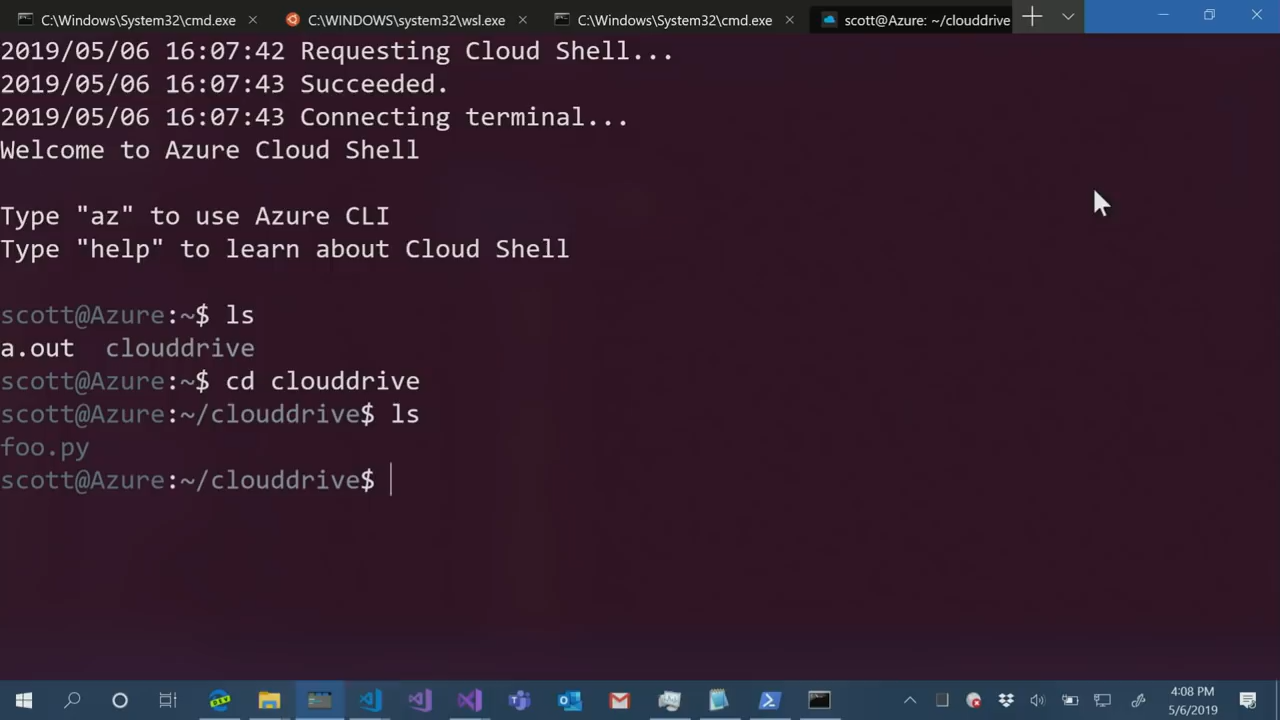 C:\Windows\System32\cmd.exe
C:\WINDOWS\system32\wsl.exe
C:\Windows\System32\cmd.exe
scott@Azure: ~/clouddrive
2019/05/06 16:07:42 Requesting Cloud Shell...
2019/05/06 16:07:43 Succeeded.
2019/05/06 16:07:43 Connecting terminal...
Welcome to Azure Cloud Shell
Type "az" to use Azure CLI
Type "help" to learn about Cloud Shell
scott@Azure:~$ ls
a.out clouddrive
scott@Azure:~$ cd clouddrive
scott@Azure:~/clouddrive$ ls
foo.py
scott@Azure:~/clouddrive$
4:08 PM
5/6/2019